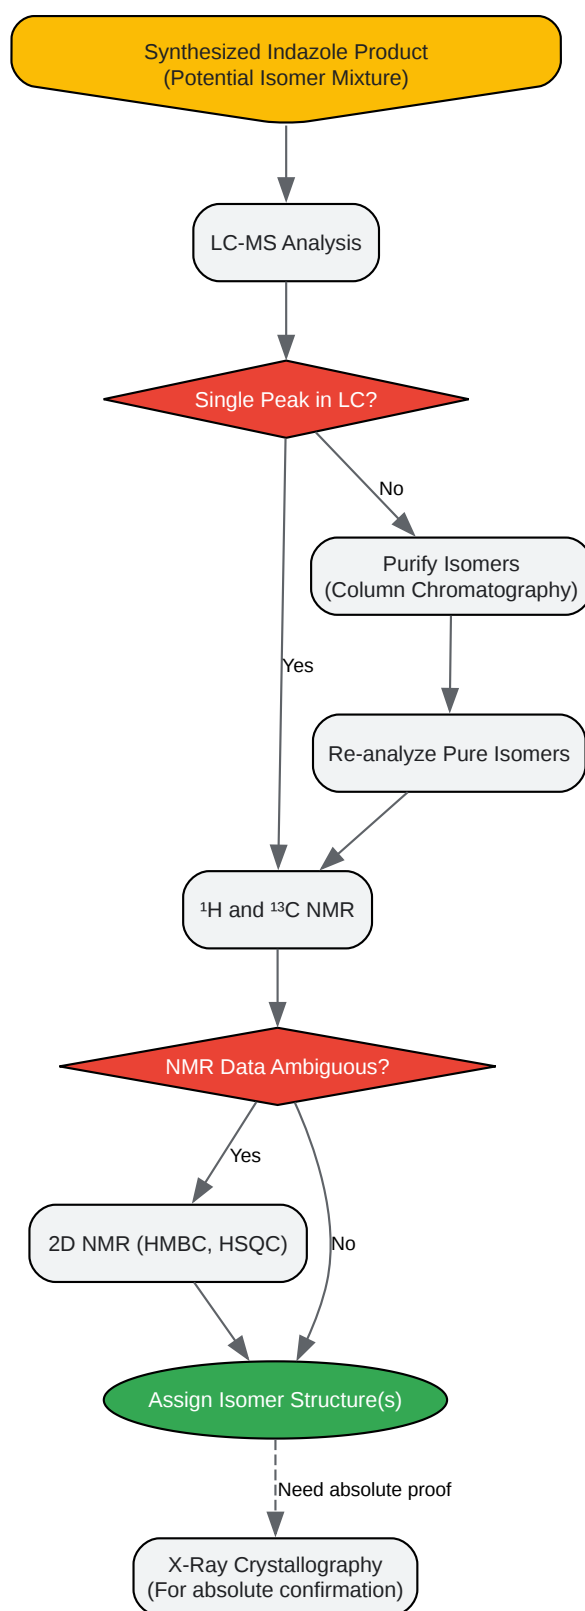 Synthesized Indazole Product
(Potential Isomer Mixture)
LC-MS Analysis
Single Peak in LC?
No
Purify Isomers
(Column Chromatography)
Yes
Re-analyze Pure Isomers
¹H and ¹³C NMR
NMR Data Ambiguous?
Yes
2D NMR (HMBC, HSQC)
No
Assign Isomer Structure(s)
Need absolute proof
X-Ray Crystallography
(For absolute confirmation)